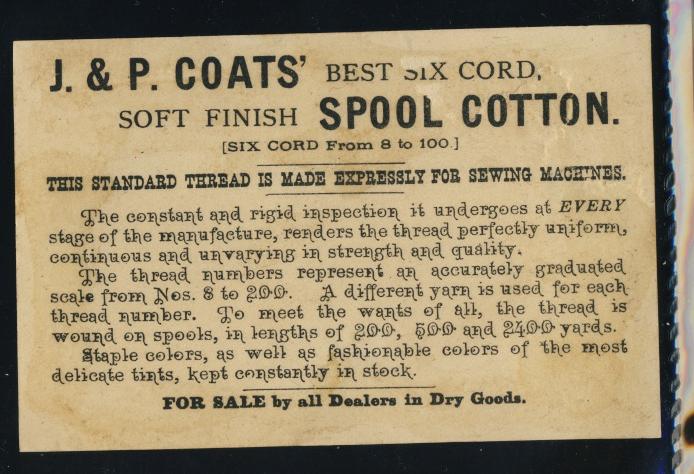 J. & P. COATS' BEST SIX CORD,
SOFT FINISH SPOOL COTTON.
[SIX CORD From 8 to 100.]
THIS STANDARD THREAD IS MADE EXPRESSLY FOR SEWING MACHINES.
The constant and rigid inspection it undergoes at EVERY
stage of the manufacture, renders the thread perfectly uniform,
continuous and unvarying in strength and quality.
The thread numbers represent an accurately graduated
scale from Nos. 8 to 200. A different yarn is used for each
thread number. To meet the wants of all, the thread is
wound on spools, in lengths of 200, 500 and 2400 yards.
Staple colors, as well as fashionable colors of the most
delicate tints, kept constantly in stock.
FOR SALE by all Dealers in Dry Goods.